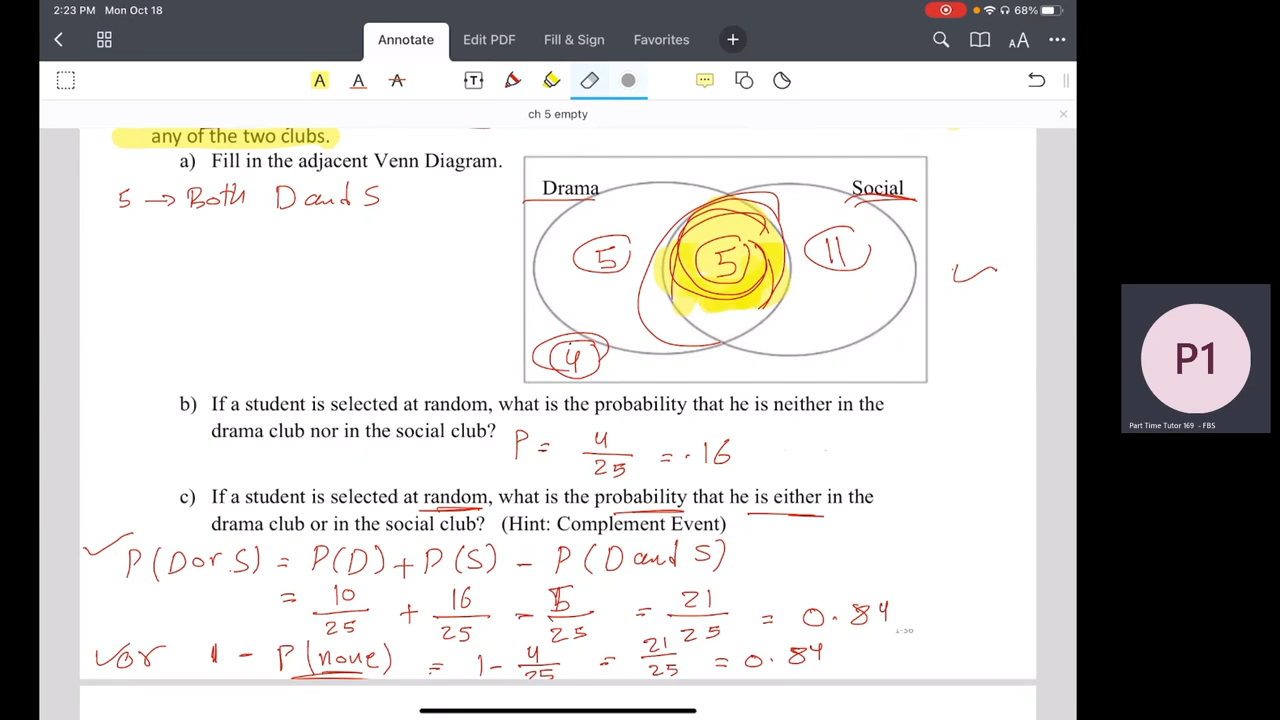 2:23 PM Mon Oct 18
68%
Annotate
Edit PDF
Fill & Sign
Favorites
ch 5 empty
any of the two clubs.
a) Fill in the adjacent Venn Diagram.
5 → Both D and S
Drama
Social
5
5
11
4
b) If a student is selected at random, what is the probability that he is neither in the
drama club nor in the social club?
P = 4/25 = .16
c) If a student is selected at random, what is the probability that he is either in the
drama club or in the social club? (Hint: Complement Event)
P(D or S) = P(D) + P(S) - P(D and S)
= 10/25 + 16/25 - 5/25 = 21/25 = 0.84
or 1 - P(none) = 1 - 4/25 = 21/25 = 0.84
P1
Part Time Tutor 169 - FBS